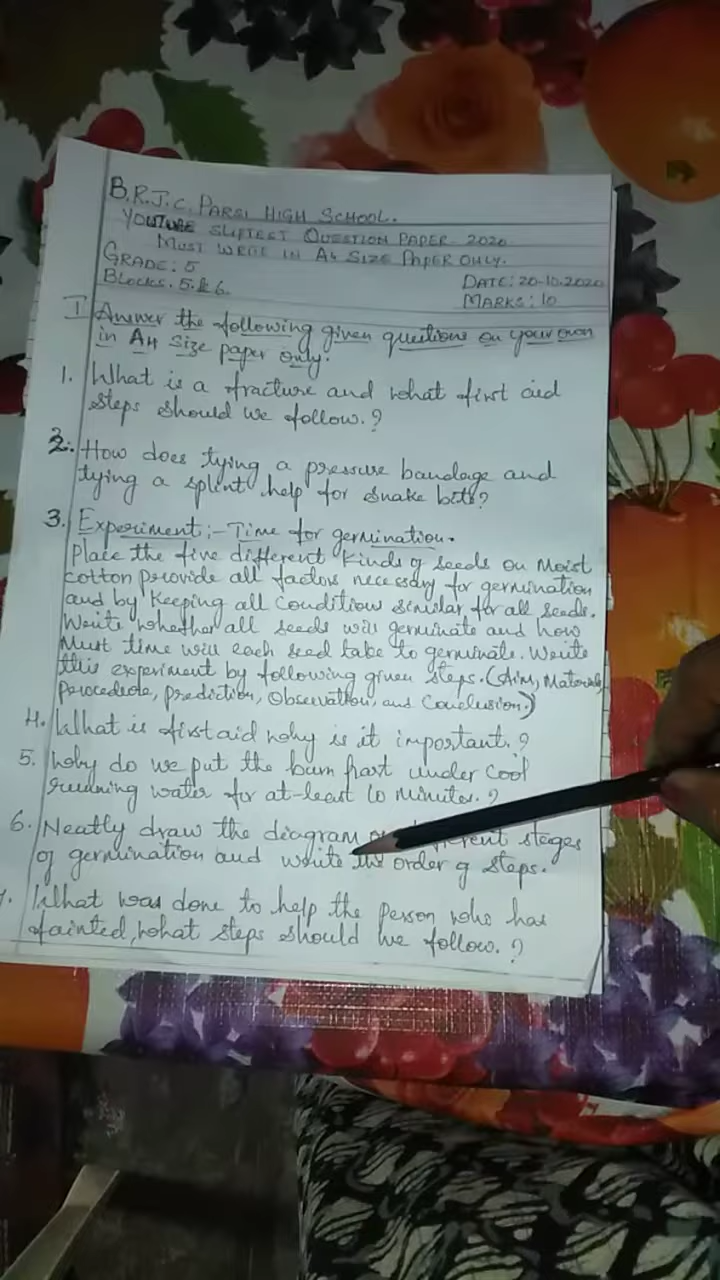 B.R.J.C. PARSI HIGH SCHOOL.
YOUTUBE SLIPTEST QUESTION PAPER - 2020
MUST WRITE IN A4 SIZE PAPER ONLY.
GRADE: 5
DATE: 20-10-2020
BLOCKS. 5 & 6.
MARKS: 10
I Answer the following given questions on your own
in A4 size paper only.
1. What is a fracture and what first aid
steps should we follow.?
2. How does tying a pressure bandage and
tying a splint help for snake bite?
3. Experiment:- Time for germination.
Place the five different kinds of seeds on moist
cotton provide all factors necessary for germination
and by keeping all condition similar for all seeds.
Write whether all seeds will germinate and how
Must time will each seed take to germinate. Write
this experiment by following given steps. (Aim, Materials,
Procedure, prediction, Observation, and Conclusion.)
4. What is first aid why is it important.?
5. Why do we put the burn part under cool
running water for at-least 10 minutes.?
6. Neatly draw the diagram stages
of germination and write the order of steps.
7. What was done to help the person who has
fainted, what steps should we follow.?